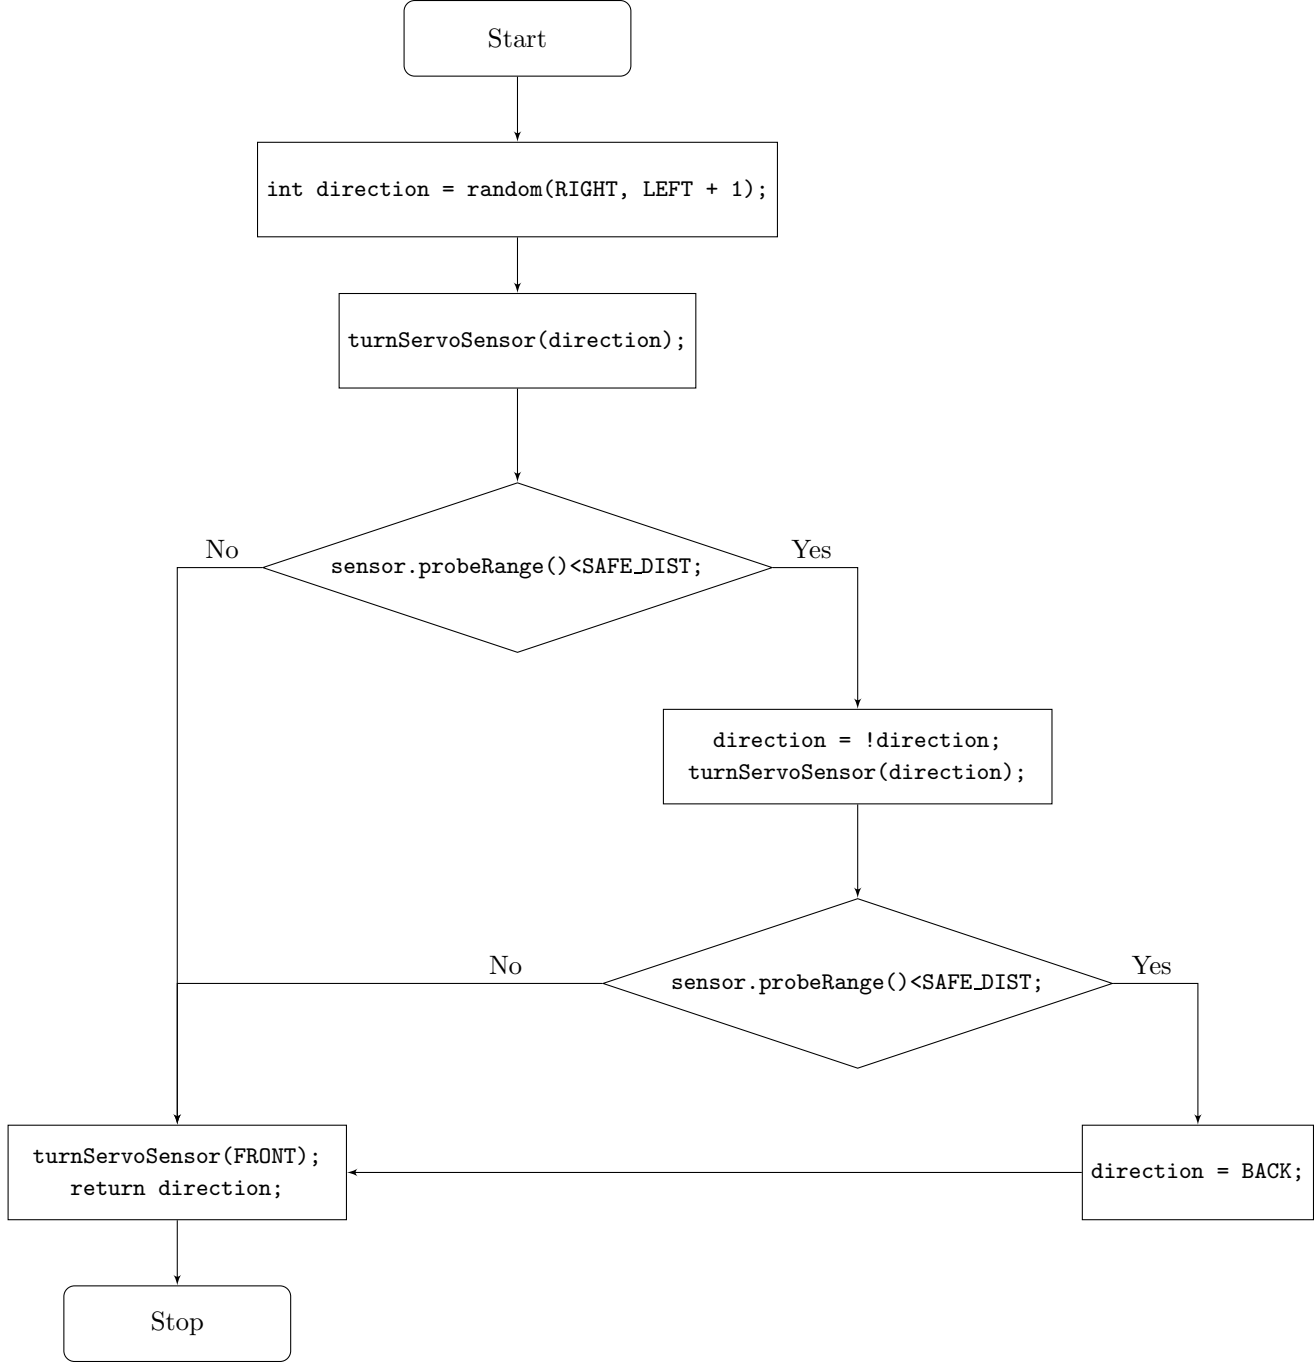 Start
int direction = random(RIGHT, LEFT + 1);
turnServoSensor(direction);
No
Yes
sensor.probeRange()<SAFE_DIST;
direction = !direction;
turnServoSensor(direction);
No
Yes
sensor.probeRange()<SAFE_DIST;
turnServoSensor(FRONT);
return direction;
direction = BACK;
Stop